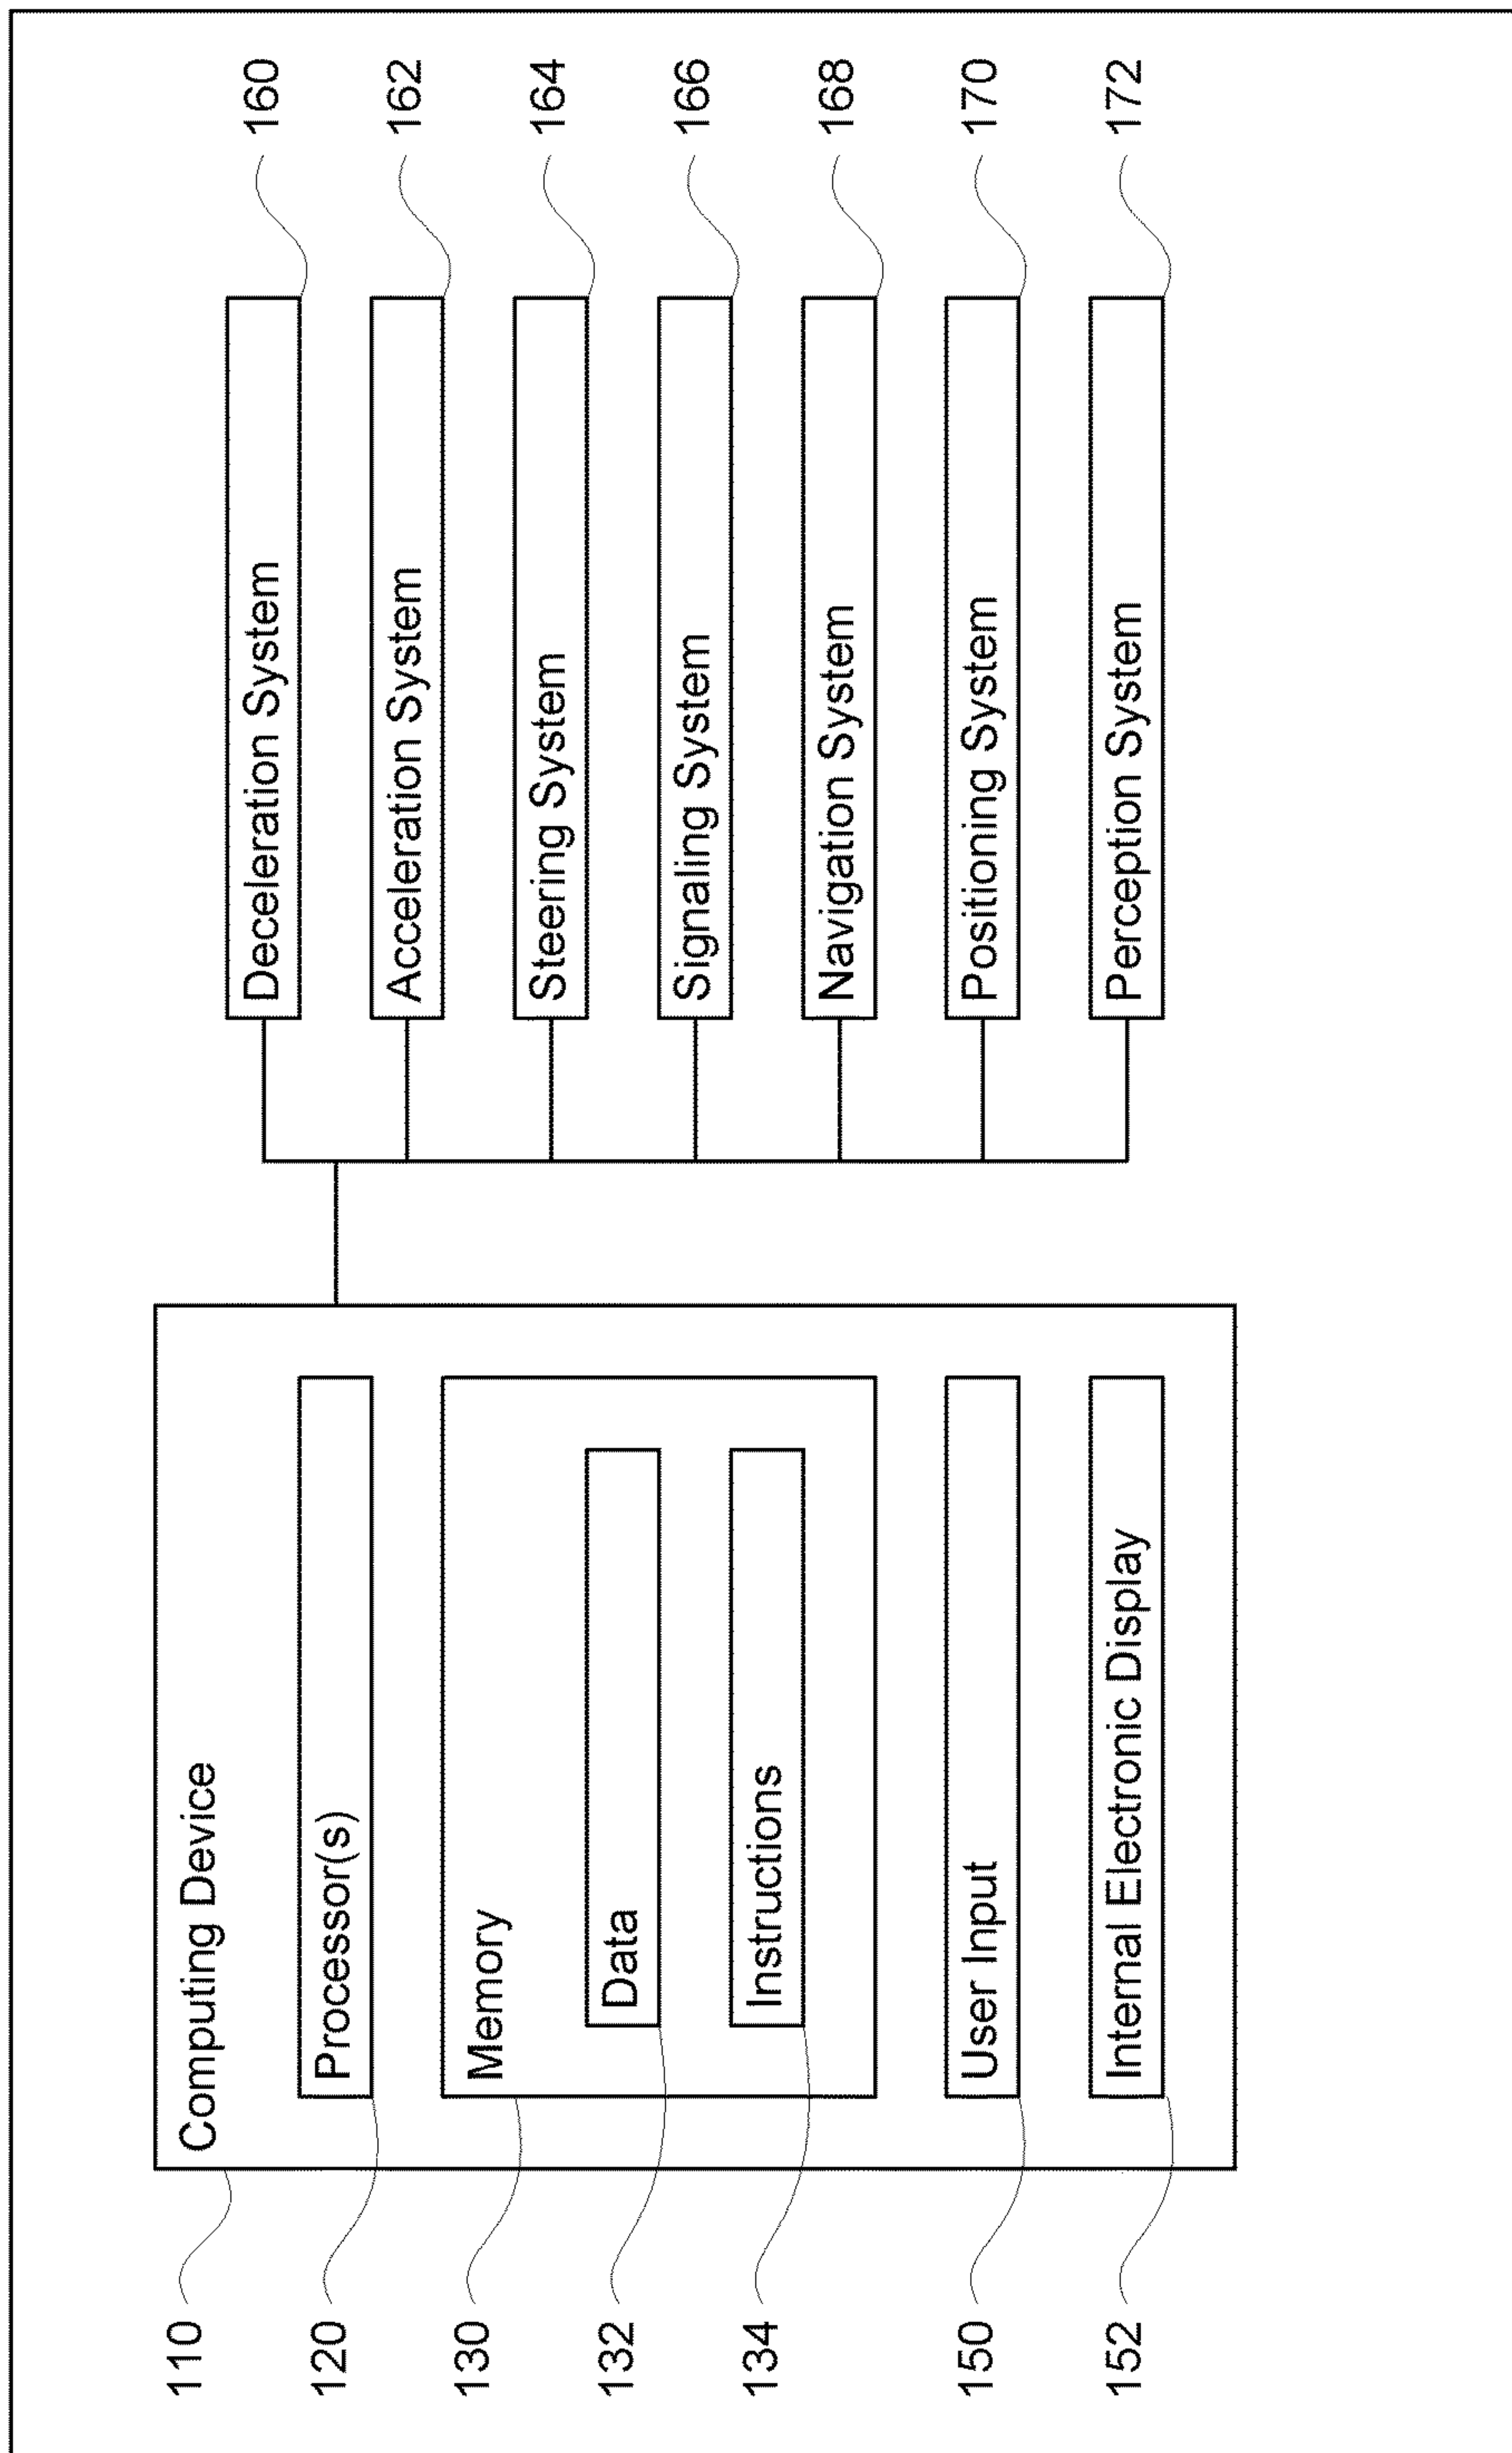 Computing Device
110
Processor(s)
120
Memory
130
Data
132
Instructions
134
User Input
150
Internal Electronic Display
152
Deceleration System
160
Acceleration System
162
Steering System
164
Signaling System
166
Navigation System
168
Positioning System
170
Perception System
172